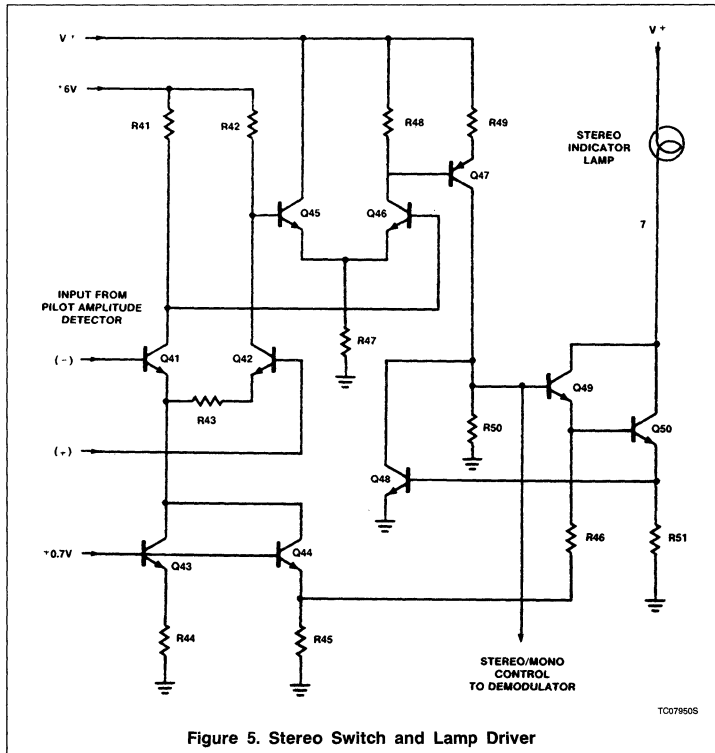 V+
V+
+6V
R41
R42
R48
R49
STEREO
INDICATOR
LAMP
Q47
Q45
Q46
7
INPUT FROM
PILOT AMPLITUDE
DETECTOR
R47
(-)
Q41
Q42
Q49
R43
R50
Q50
(+)
Q48
+0.7V
Q43
Q44
R46
R51
R44
R45
STEREO/MONO
CONTROL
TO DEMODULATOR
TC07950S
Figure 5. Stereo Switch and Lamp Driver